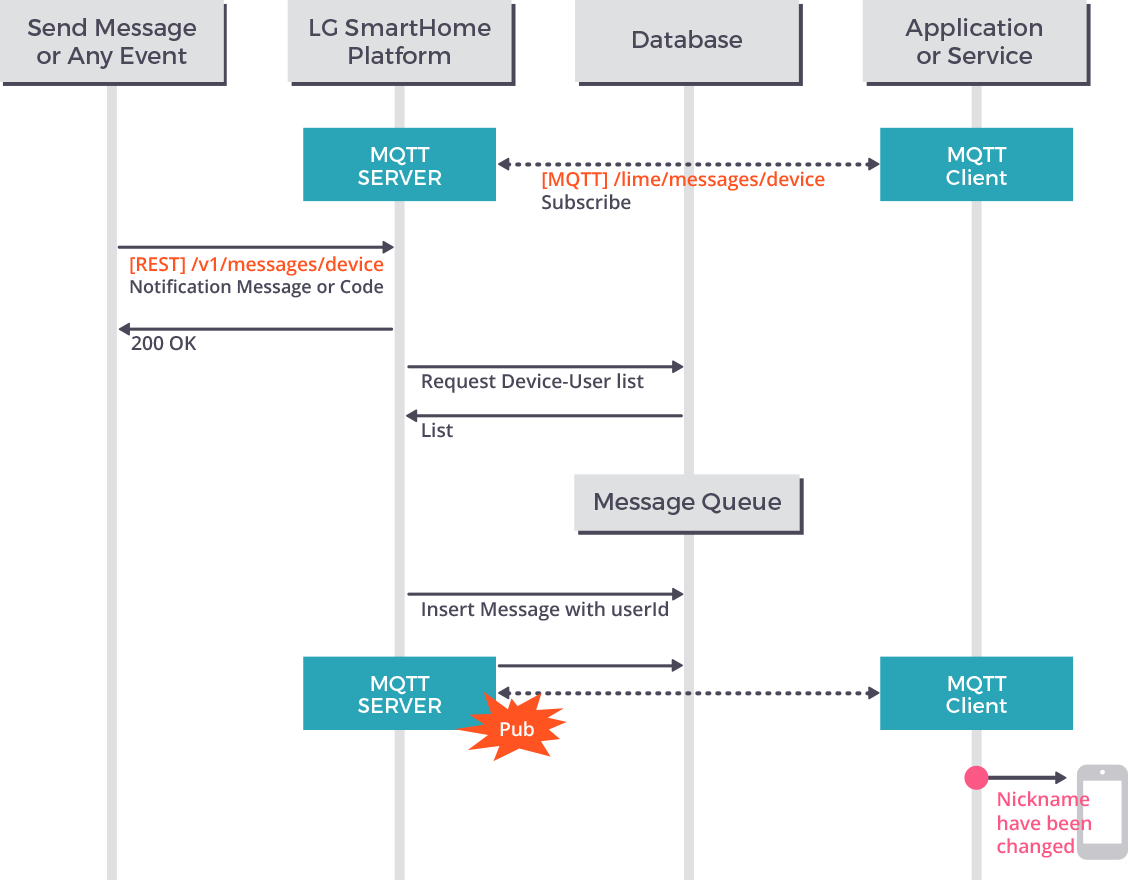 Send Message
or Any Event
LG SmartHome
Platform
Database
Application
or Service
MQTT
SERVER
[MQTT] /lime/messages/device
Subscribe
MQTT
Client
[REST] /v1/messages/device
Notification Message or Code
200 OK
Request Device-User list
List
Message Queue
Insert Message with userId
MQTT
SERVER
Pub
MQTT
Client
Nickname
have been
changed